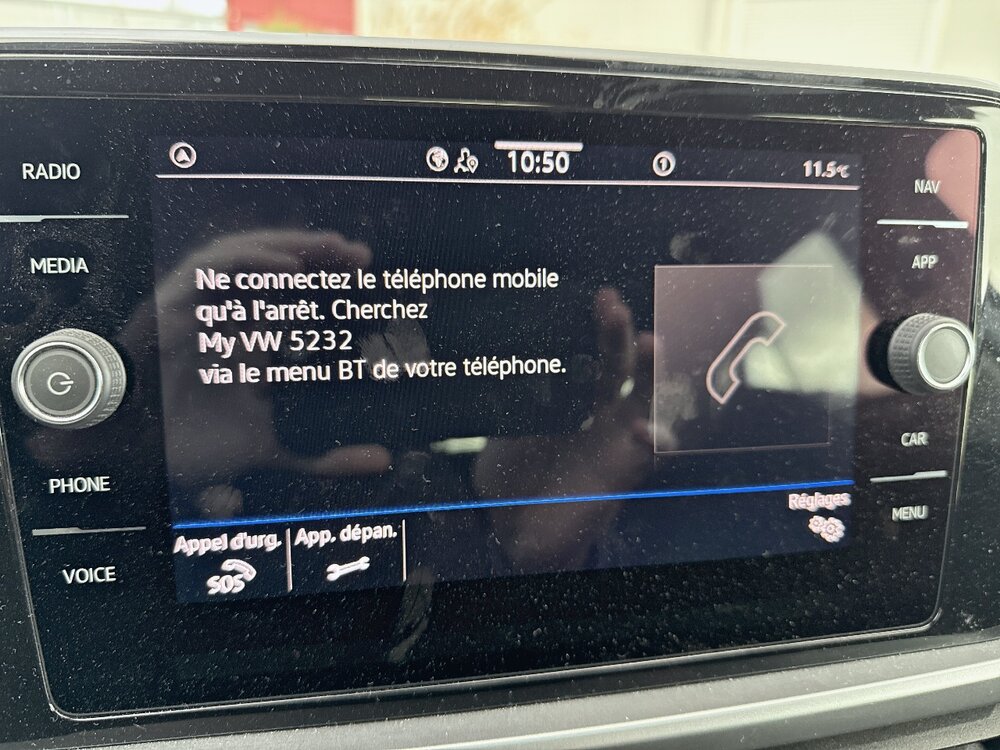 RADIO
MEDIA
PHONE
VOICE
10:50
1
11.5°C
Ne connectez le téléphone mobile
qu'à l'arrêt. Cherchez
My VW 5232
via le menu BT de votre téléphone.
Réglages
Appel d'urg.
SOS
App. dépan.
NAV
APP
CAR
MENU